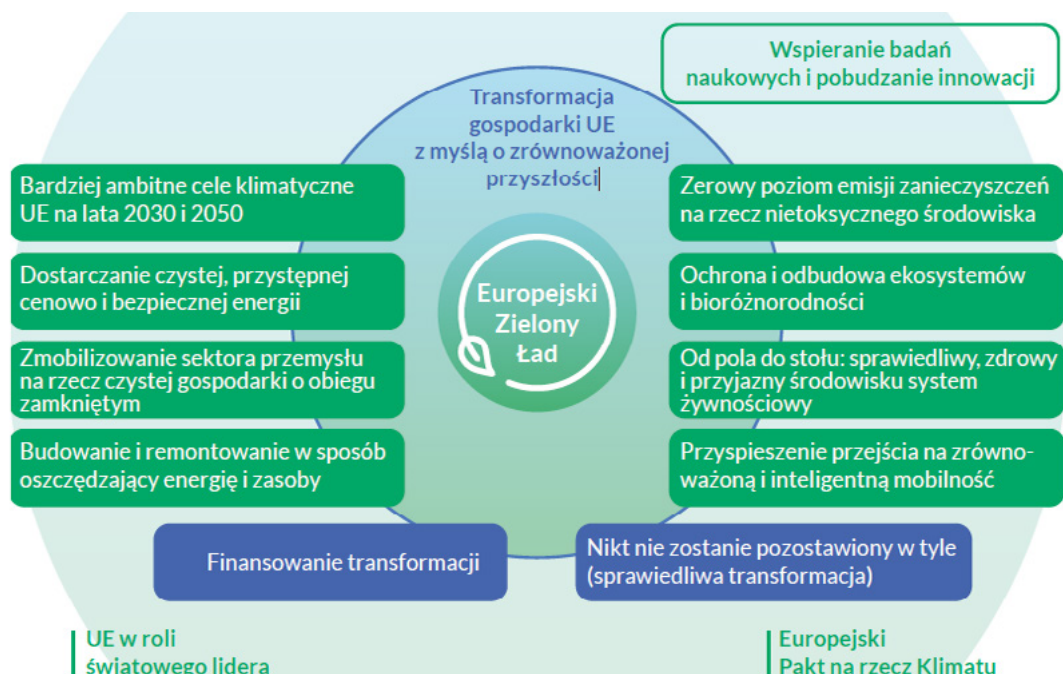 Wspieranie badań
naukowych i pobudzanie innowacji
Transformacja
gospodarki UE
z myślą o zrównoważonej
przyszłości
Bardziej ambitne cele klimatyczne
UE na lata 2030 i 2050
Dostarczanie czystej, przystępnej
cenowo i bezpiecznej energii
Zmobilizowanie sektora przemysłu
na rzecz czystej gospodarki o obiegu
zamkniętym
Budowanie i remontowanie w sposób
oszczędzający energię i zasoby
Europejski
Zielony
Ład
Zerowy poziom emisji zanieczyszczeń
na rzecz nietoksycznego środowiska
Ochrona i odbudowa ekosystemów
i bioróżnorodności
Od pola do stołu: sprawiedliwy, zdrowy
i przyjazny środowisku system
żywnościowy
Przyspieszenie przejścia na zrówno-
ważoną i inteligentną mobilność
Finansowanie transformacji
Nikt nie zostanie pozostawiony w tyle
(sprawiedliwa transformacja)
UE w roli
światowego lidera
Europejski
Pakt na rzecz Klimatu